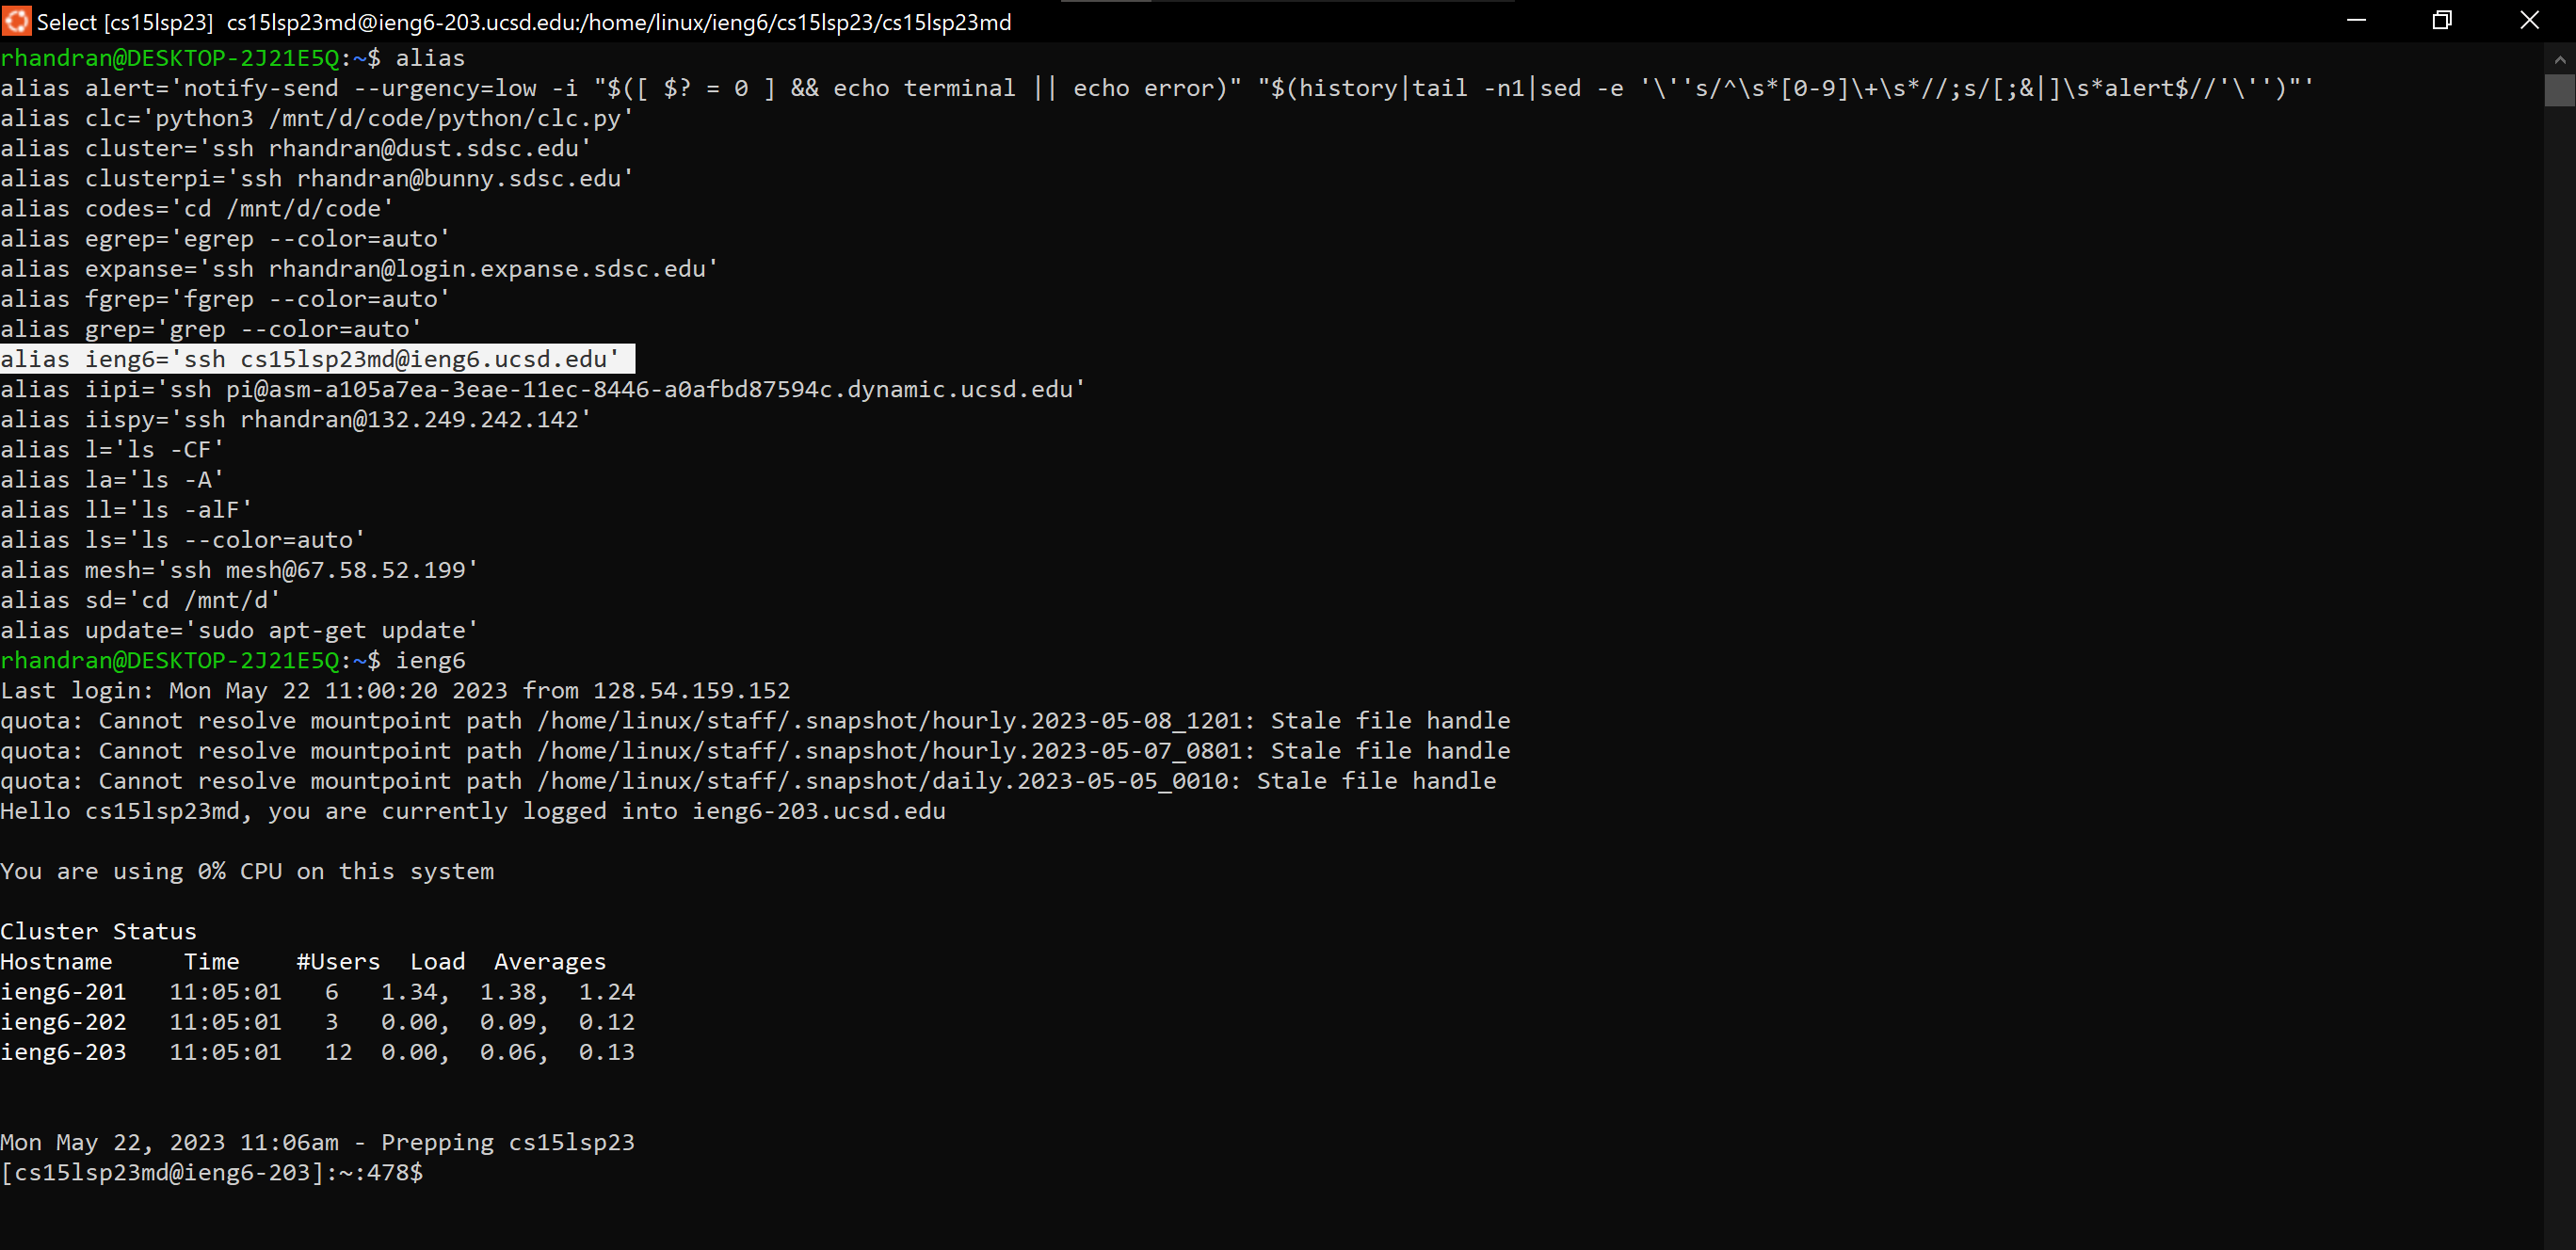 Select [cs15lsp23]  cs15lsp23md@ieng6-203.ucsd.edu:/home/linux/ieng6/cs15lsp23/cs15lsp23md
rhandran@DESKTOP-2J21E5Q:~$ alias
alias alert='notify-send --urgency=low -i "$([ $? = 0 ] && echo terminal || echo error)" "$(history|tail -n1|sed -e '\''s/^\s*[0-9]\+\s*//;s/[;&|]\s*alert$//'\'')"'
alias clc='python3 /mnt/d/code/python/clc.py'
alias cluster='ssh rhandran@dust.sdsc.edu'
alias clusterpi='ssh rhandran@bunny.sdsc.edu'
alias codes='cd /mnt/d/code'
alias egrep='egrep --color=auto'
alias expanse='ssh rhandran@login.expanse.sdsc.edu'
alias fgrep='fgrep --color=auto'
alias grep='grep --color=auto'
alias ieng6='ssh cs15lsp23md@ieng6.ucsd.edu'
alias iipi='ssh pi@asm-a105a7ea-3eae-11ec-8446-a0afbd87594c.dynamic.ucsd.edu'
alias iispy='ssh rhandran@132.249.242.142'
alias l='ls -CF'
alias la='ls -A'
alias ll='ls -alF'
alias ls='ls --color=auto'
alias mesh='ssh mesh@67.58.52.199'
alias sd='cd /mnt/d'
alias update='sudo apt-get update'
rhandran@DESKTOP-2J21E5Q:~$ ieng6
Last login: Mon May 22 11:00:20 2023 from 128.54.159.152
quota: Cannot resolve mountpoint path /home/linux/staff/.snapshot/hourly.2023-05-08_1201: Stale file handle
quota: Cannot resolve mountpoint path /home/linux/staff/.snapshot/hourly.2023-05-07_0801: Stale file handle
quota: Cannot resolve mountpoint path /home/linux/staff/.snapshot/daily.2023-05-05_0010: Stale file handle
Hello cs15lsp23md, you are currently logged into ieng6-203.ucsd.edu
You are using 0% CPU on this system
Cluster Status
Hostname     Time    #Users  Load  Averages
ieng6-201   11:05:01   6   1.34,  1.38,  1.24
ieng6-202   11:05:01   3   0.00,  0.09,  0.12
ieng6-203   11:05:01   12  0.00,  0.06,  0.13
Mon May 22, 2023 11:06am - Prepping cs15lsp23
[cs15lsp23md@ieng6-203]:~:478$